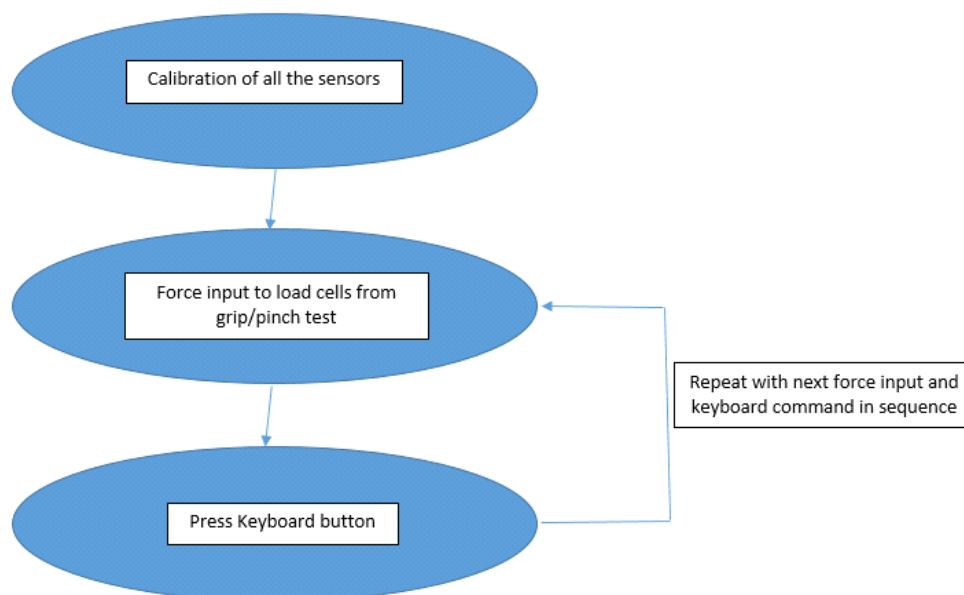 Calibration of all the sensors
Force input to load cells from
grip/pinch test
Repeat with next force input and
keyboard command in sequence
Press Keyboard button